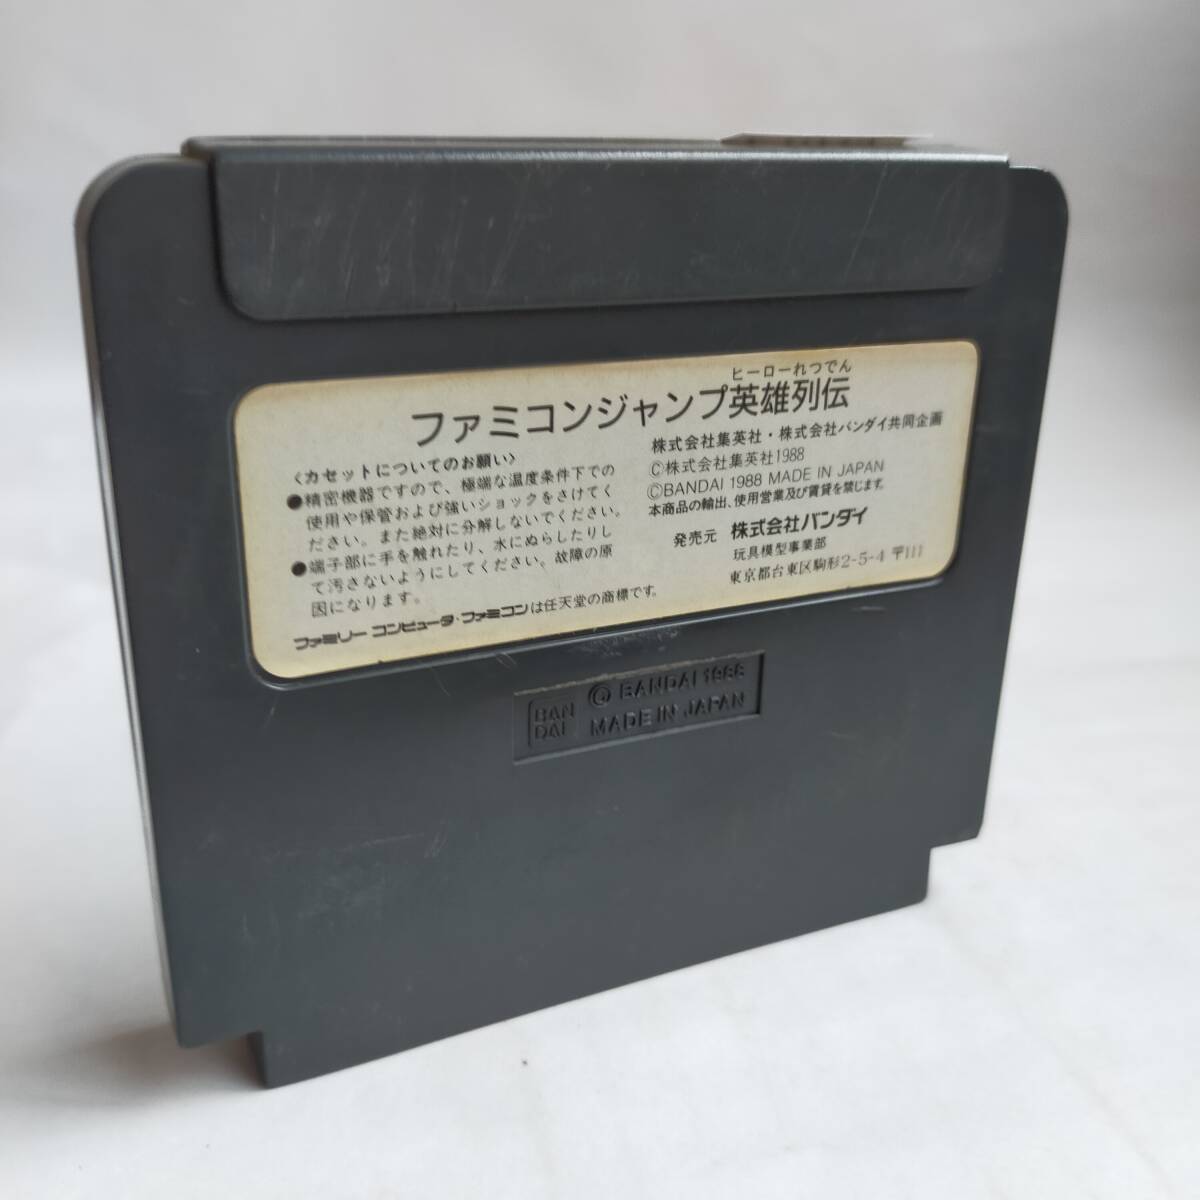 ヒーローれつでん
ファミコンジャンプ英雄列伝
〈カセットについてのお願い〉
●精密機器ですので、極端な温度条件下での
使用や保管および強いショックをさけてく
ださい。また絶対に分解しないでください。
●端子部に手を触れたり、水にぬらしたりし
て汚さないようにしてください。故障の原
因になります。
ファミリーコンピュータ・ファミコンは任天堂の商標です。
株式会社集英社・株式会社バンダイ共同企画
©株式会社集英社1988
©BANDAI 1988 MADE IN JAPAN
本商品の輸出、使用営業及び賃貸を禁じます。
発売元 株式会社バンダイ
玩具模型事業部
東京都台東区駒形2-5-4 〒111
BAN
DAI
© BANDAI 1988
MADE IN JAPAN